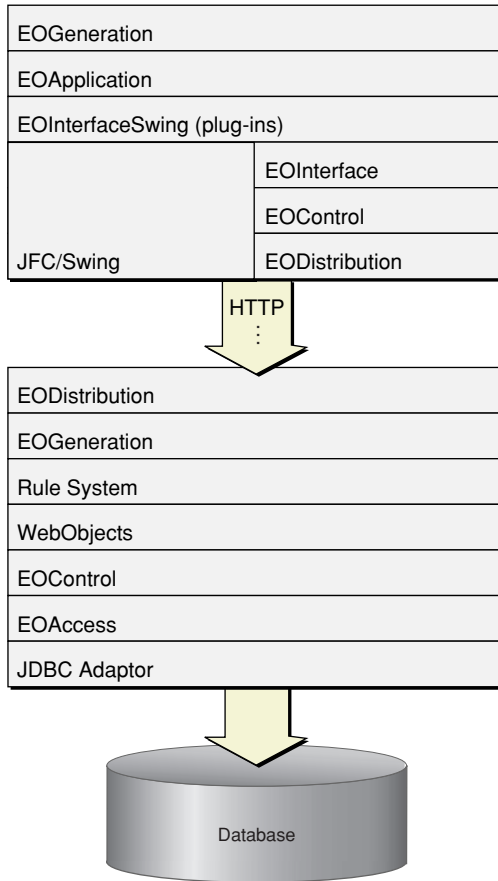 EOGeneration
EOApplication
EOInterfaceSwing (plug-ins)
EOInterface
EOControl
JFC/Swing
EODistribution
HTTP
...
EODistribution
EOGeneration
Rule System
WebObjects
EOControl
EOAccess
JDBC Adaptor
Database